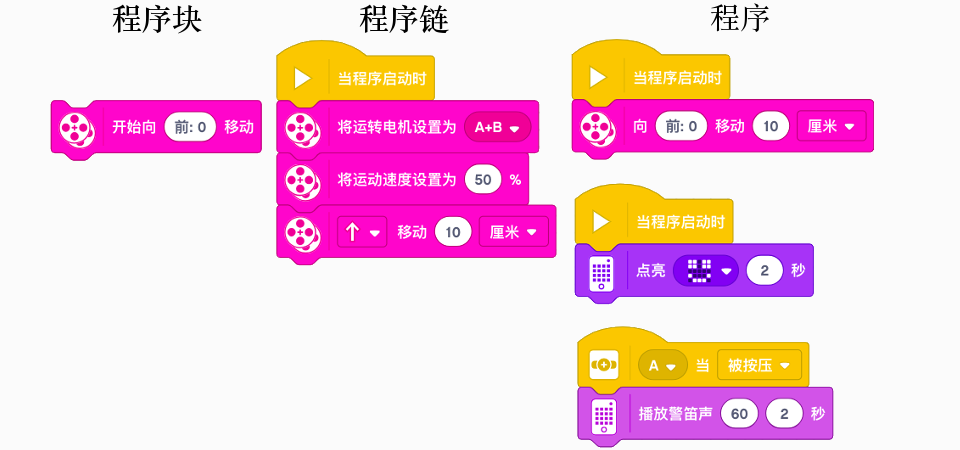 程序块
程序链
程序
开始向 前: 0 移动
当程序启动时
将运转电机设置为 A+B
将运动速度设置为 50 %
移动 10 厘米
当程序启动时
向 前: 0 移动 10 厘米
当程序启动时
点亮 2 秒
A 当 被按压
播放警笛声 60 2 秒